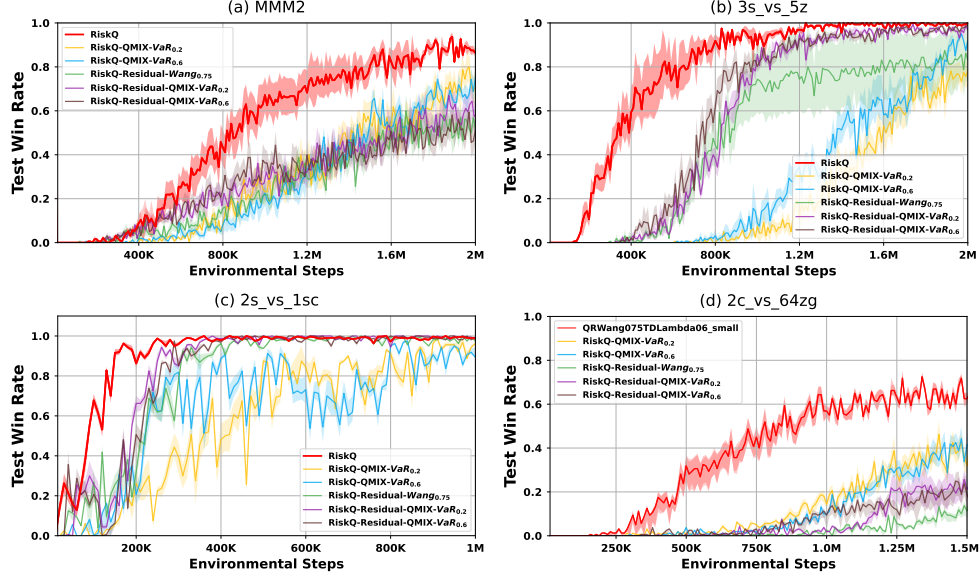 (a) MMM2
1.0
0.8
0.6
0.4
0.2
0.0
Test Win Rate
RiskQ
RiskQ-QMIX-VaR0.2
RiskQ-QMIX-VaR0.6
RiskQ-Residual-Wang0.75
RiskQ-Residual-QMIX-VaR0.2
RiskQ-Residual-QMIX-VaR0.6
400K 800K 1.2M 1.6M 2M
Environmental Steps
(b) 3s_vs_5z
1.0
0.8
0.6
0.4
0.2
0.0
Test Win Rate
RiskQ
RiskQ-QMIX-VaR0.2
RiskQ-QMIX-VaR0.6
RiskQ-Residual-Wang0.75
RiskQ-Residual-QMIX-VaR0.2
RiskQ-Residual-QMIX-VaR0.6
400K 800K 1.2M 1.6M 2M
Environmental Steps
(c) 2s_vs_1sc
1.0
0.8
0.6
0.4
0.2
0.0
Test Win Rate
RiskQ
RiskQ-QMIX-VaR0.2
RiskQ-QMIX-VaR0.6
RiskQ-Residual-Wang0.75
RiskQ-Residual-QMIX-VaR0.2
RiskQ-Residual-QMIX-VaR0.6
200K 400K 600K 800K 1M
Environmental Steps
(d) 2c_vs_64zg
1.0
0.8
0.6
0.4
0.2
0.0
Test Win Rate
QRWang075TDLambda06_small
RiskQ-QMIX-VaR0.2
RiskQ-QMIX-VaR0.6
RiskQ-Residual-Wang0.75
RiskQ-Residual-QMIX-VaR0.2
RiskQ-Residual-QMIX-VaR0.6
250K 500K 750K 1.0M 1.25M 1.5M
Environmental Steps